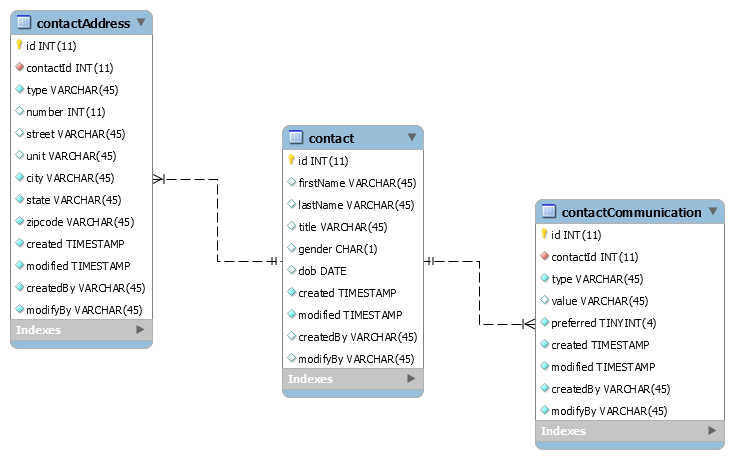 contactAddress
id INT(11)
contactId INT(11)
type VARCHAR(45)
number INT(11)
street VARCHAR(45)
unit VARCHAR(45)
city VARCHAR(45)
state VARCHAR(45)
zipcode VARCHAR(45)
created TIMESTAMP
modified TIMESTAMP
createdBy VARCHAR(45)
modifyBy VARCHAR(45)
Indexes
contact
id INT(11)
firstName VARCHAR(45)
lastName VARCHAR(45)
title VARCHAR(45)
gender CHAR(1)
dob DATE
created TIMESTAMP
modified TIMESTAMP
createdBy VARCHAR(45)
modifyBy VARCHAR(45)
Indexes
contactCommunication
id INT(11)
contactId INT(11)
type VARCHAR(45)
value VARCHAR(45)
preferred TINYINT(4)
created TIMESTAMP
modified TIMESTAMP
createdBy VARCHAR(45)
modifyBy VARCHAR(45)
Indexes